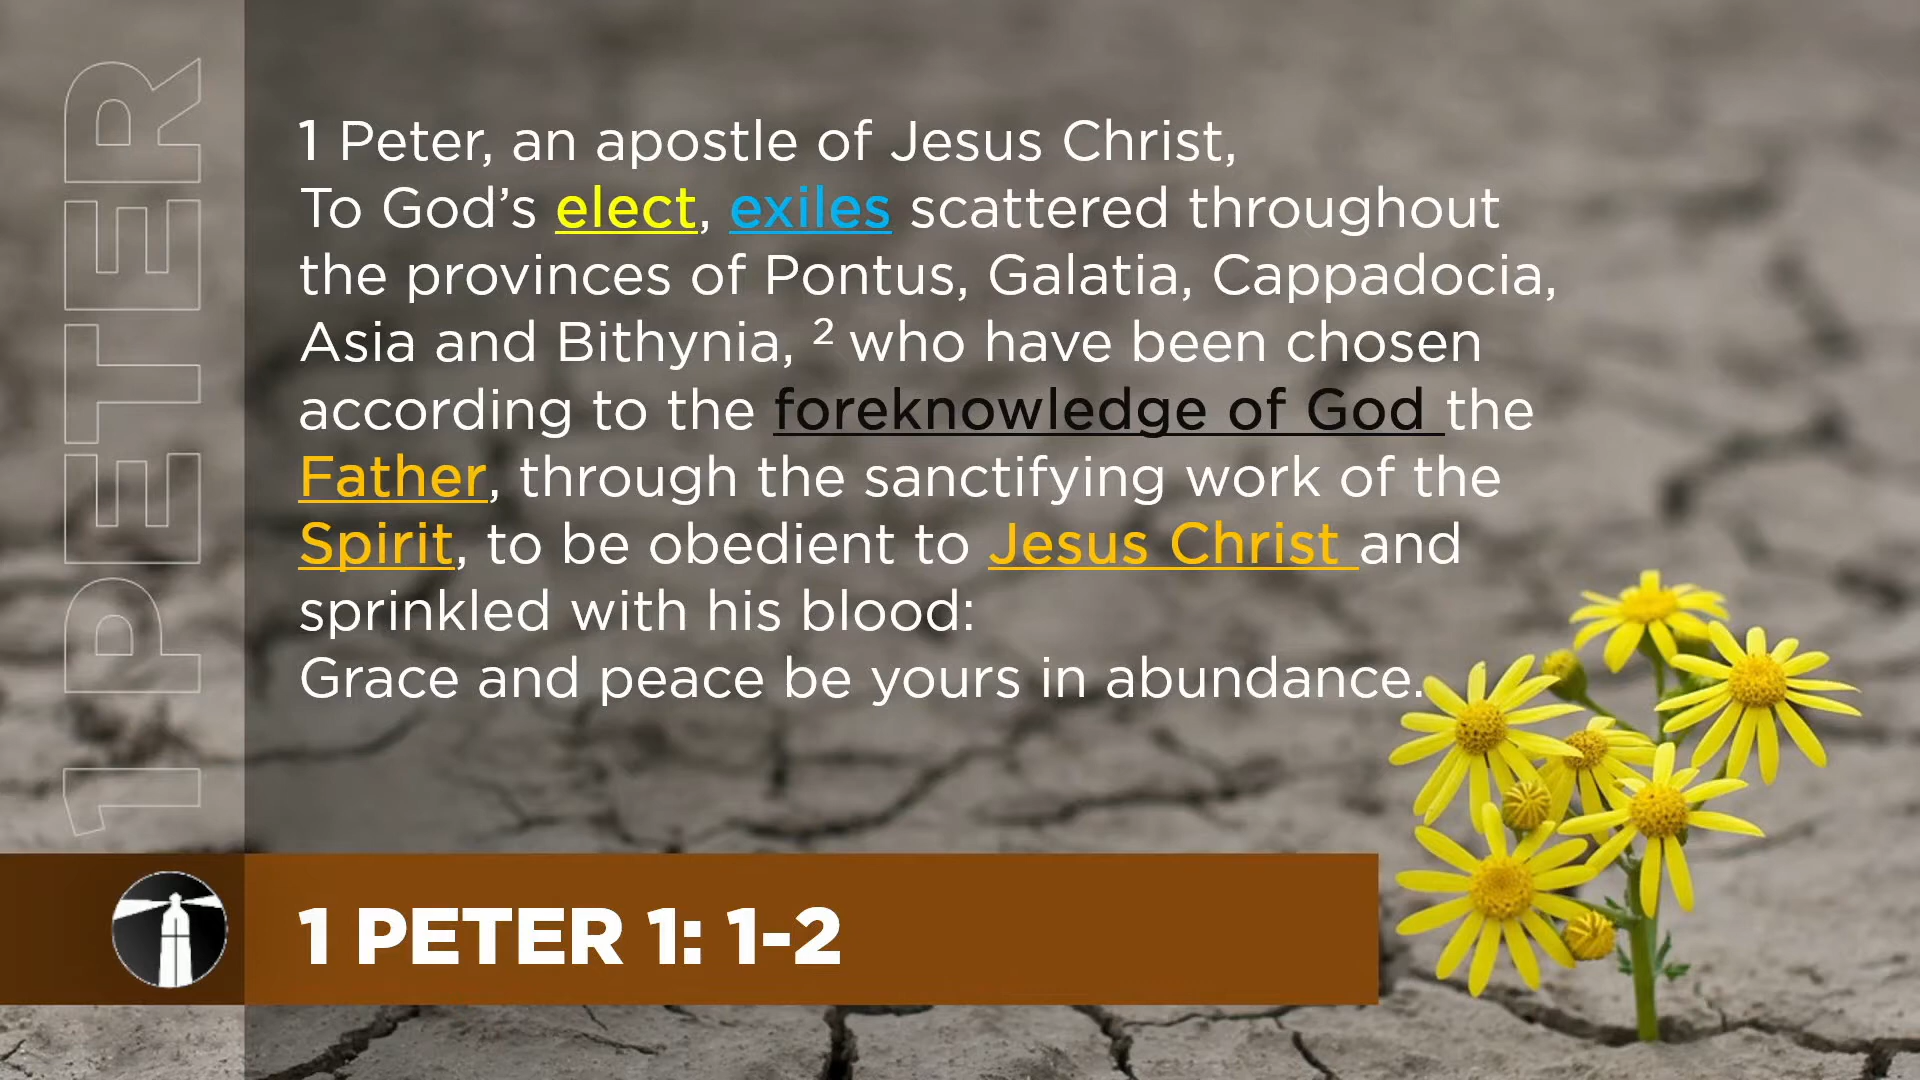 1 PETER
1 Peter, an apostle of Jesus Christ,
To God’s elect, exiles scattered throughout
the provinces of Pontus, Galatia, Cappadocia,
Asia and Bithynia, ² who have been chosen
according to the foreknowledge of God the
Father, through the sanctifying work of the
Spirit, to be obedient to Jesus Christ and
sprinkled with his blood:
Grace and peace be yours in abundance.
1 PETER 1: 1-2